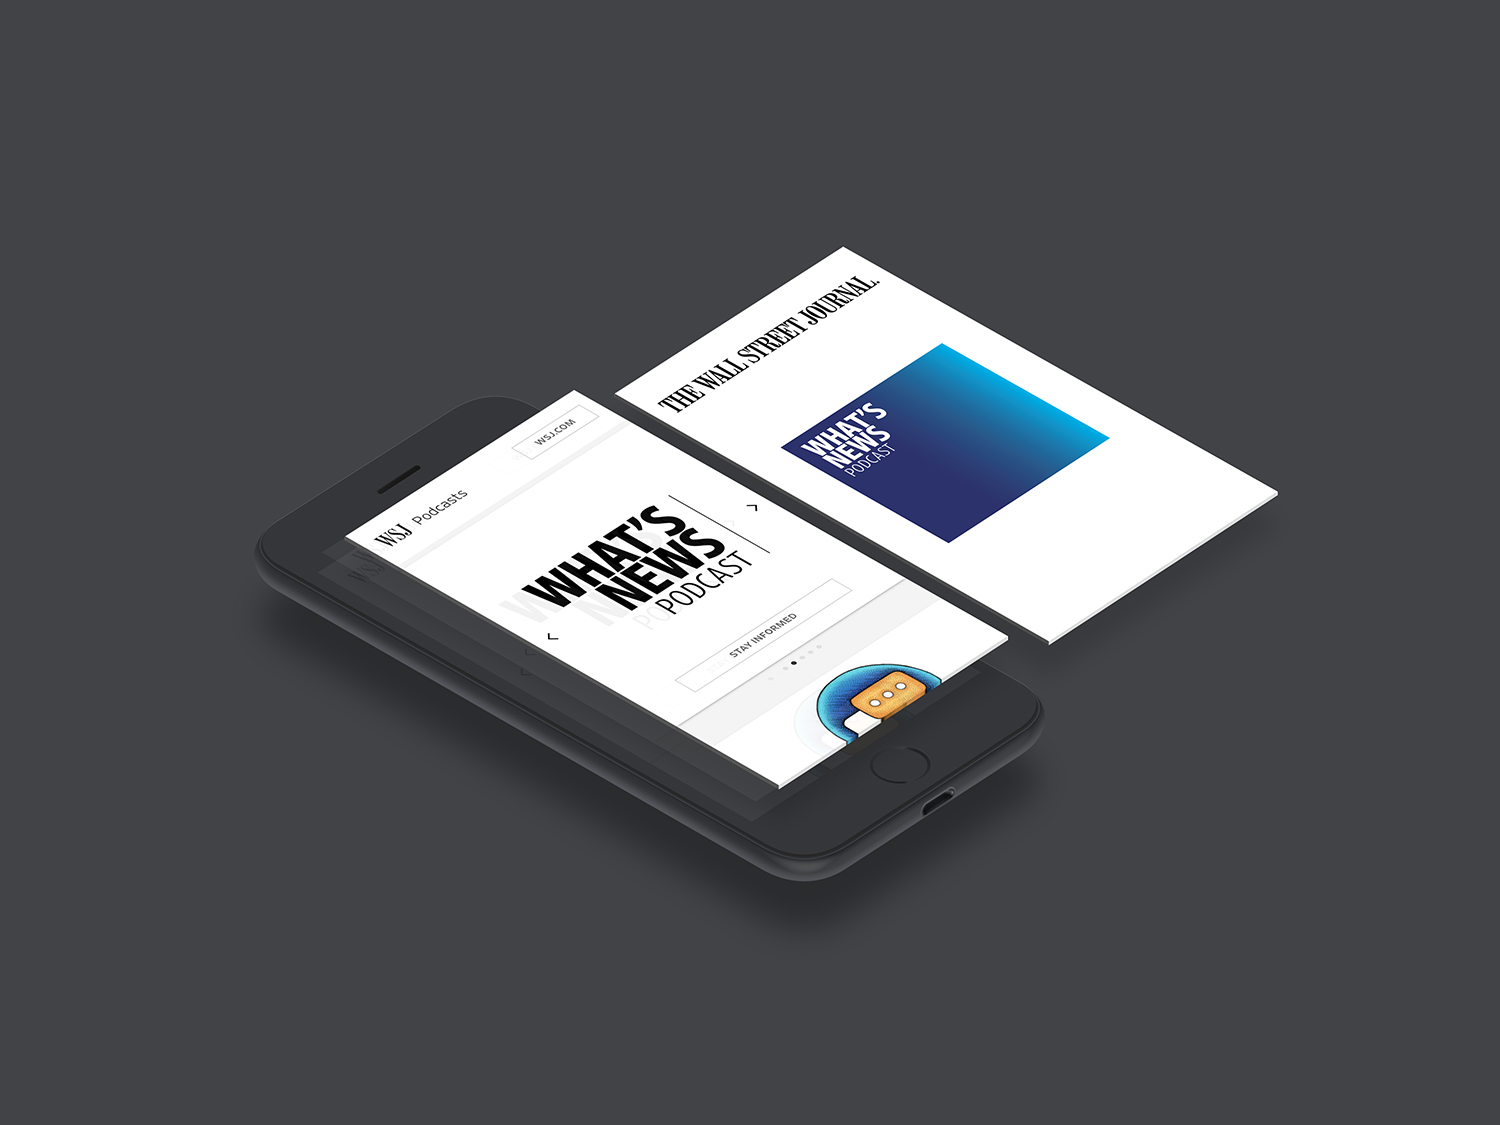 WSJ Podcasts
WSJ.COM
WHAT'S
NEWS
PODCAST
STAY INFORMED
THE WALL STREET JOURNAL.
WHAT'S
NEWS
PODCAST